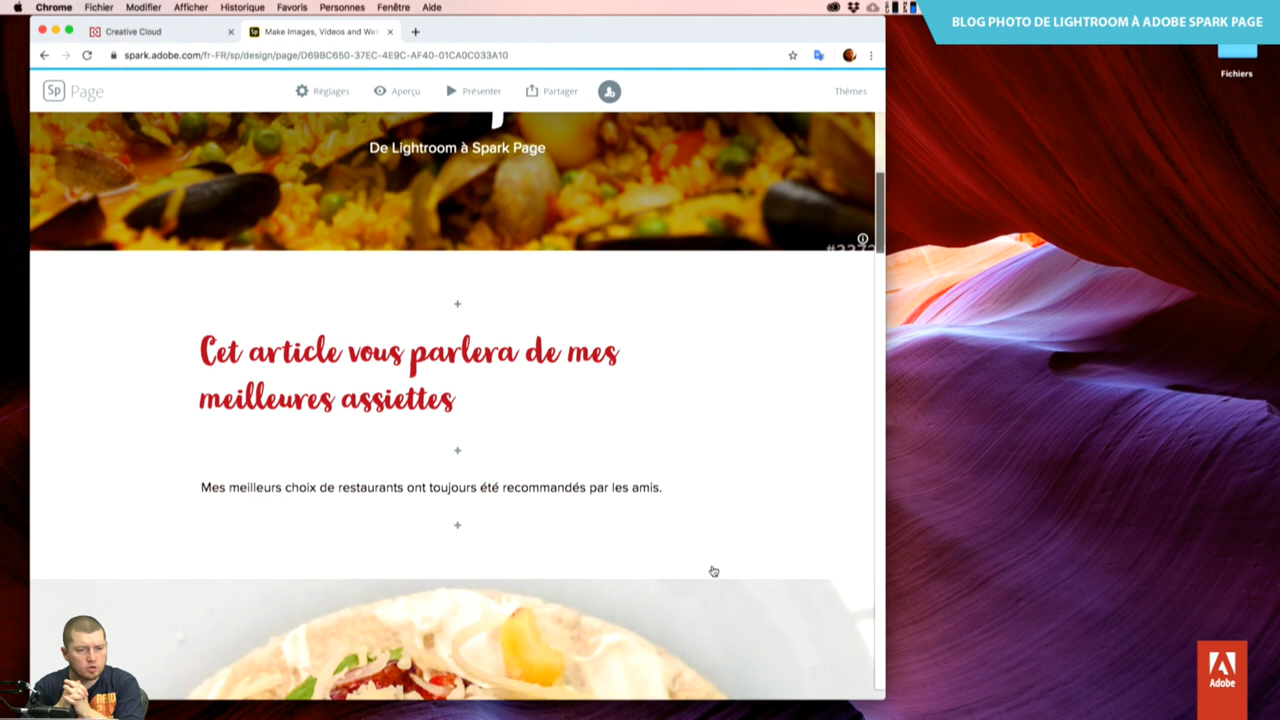 Chrome Fichier Modifier Afficher Historique Favoris Personnes Fenêtre Aide
BLOG PHOTO DE LIGHTROOM À ADOBE SPARK PAGE
Creative Cloud
Make Images, Videos and We
spark.adobe.com/fr-FR/sp/design/page/D69BC650-37EC-4E9C-AF40-01CA0C033A10
Fichiers
Sp Page
Réglages Aperçu Présenter Partager
Thèmes
De Lightroom à Spark Page
Cet article vous parlera de mes
meilleures assiettes
Mes meilleurs choix de restaurants ont toujours été recommandés par les amis.
Adobe